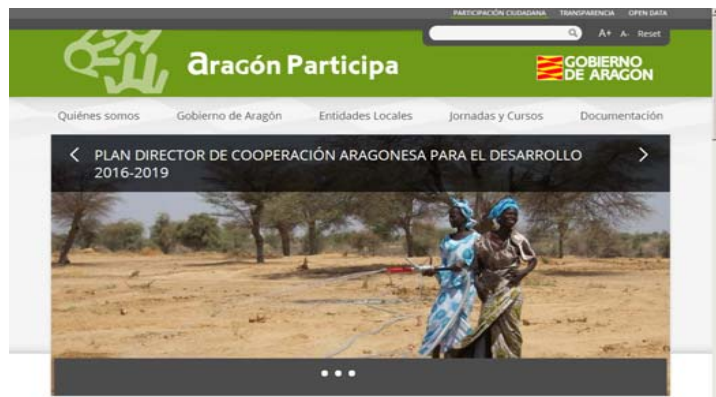 PARTICIPACIÓN CIUDADANA TRANSPARENCIA OPEN DATA
A+ A- Reset
aragón Participa
GOBIERNO
DE ARAGON
Quiénes somos Gobierno de Aragón Entidades Locales Jornadas y Cursos Documentación
PLAN DIRECTOR DE COOPERACIÓN ARAGONESA PARA EL DESARROLLO
2016-2019